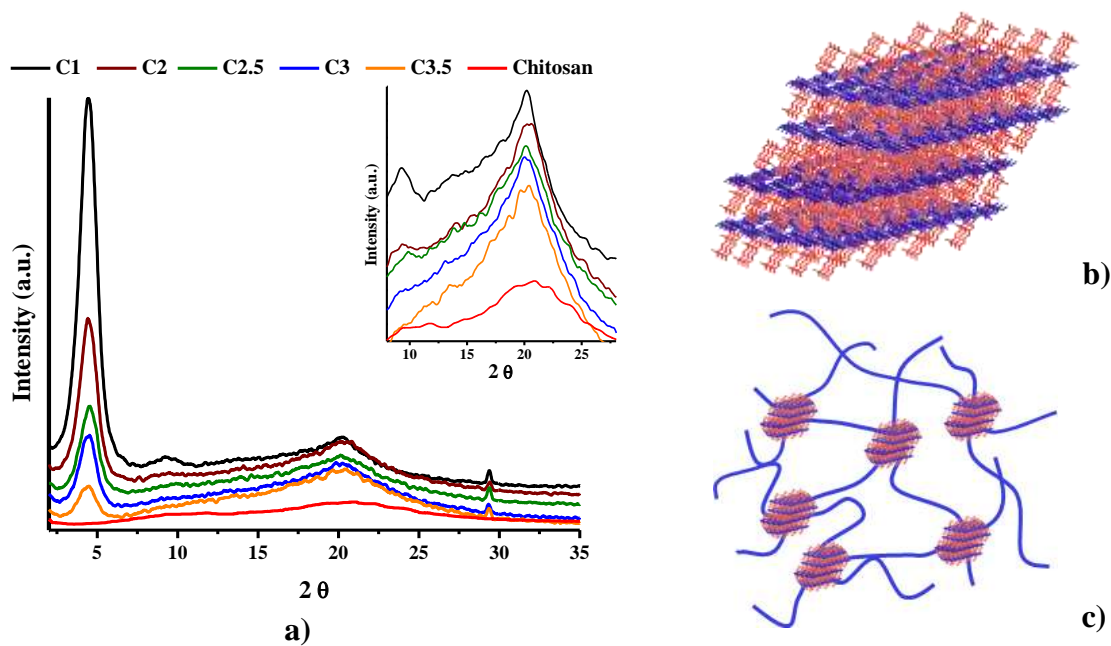 C1 C2 C2.5 C3 C3.5 Chitosan
Intensity (a.u.)
5 10 15 20 25 30 35
2 θ
Intensity (a.u.)
10 15 20 25
2 θ
a)
b)
c)